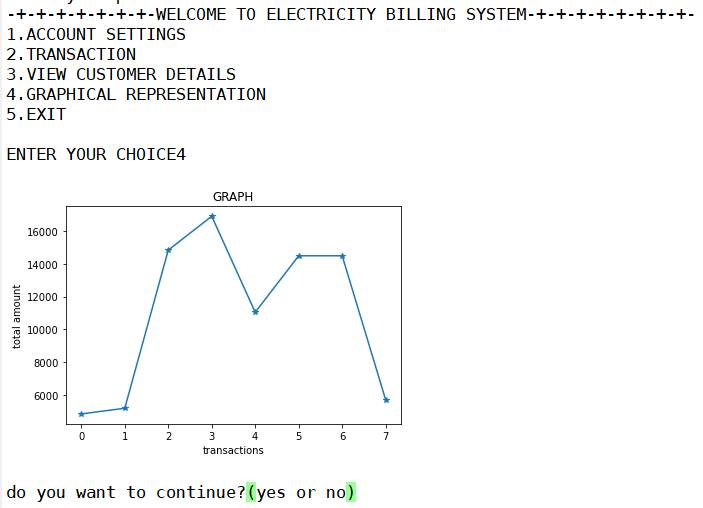 -+-+-+-+-+-+-+-WELCOME TO ELECTRICITY BILLING SYSTEM-+-+-+-+-+-+-+-+-
1.ACCOUNT SETTINGS
2.TRANSACTION
3.VIEW CUSTOMER DETAILS
4.GRAPHICAL REPRESENTATION
5.EXIT
ENTER YOUR CHOICE4
GRAPH
16000
14000
12000
10000
8000
6000
total amount
0 1 2 3 4 5 6 7
transactions
do you want to continue?(yes or no)